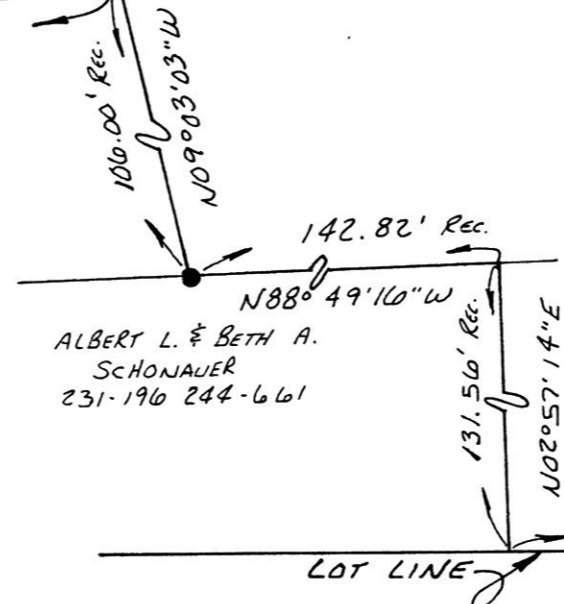 106.00' REC.
N09°03'03"W
142.82' REC.
N88°49'16"W
ALBERT L. & BETH A.
SCHONAUER
231-196 244-661
131.56' REC.
N02°57'14"E
LOT LINE